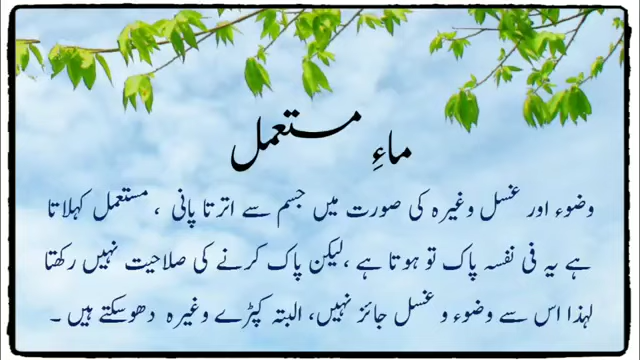 ماءِ مستعمل
وضوء اور غسل وغیرہ کی صورت میں جسم سے اترتا پانی ، مستعمل کہلاتا
ہے یہ فی نفسہ پاک تو ہوتا ہے ،لیکن پاک کرنے کی صلاحیت نہیں رکھتا
لہذا اس سے وضوء و غسل جائز نہیں، البتہ کپڑے وغیرہ دھوسکتے ہیں ۔